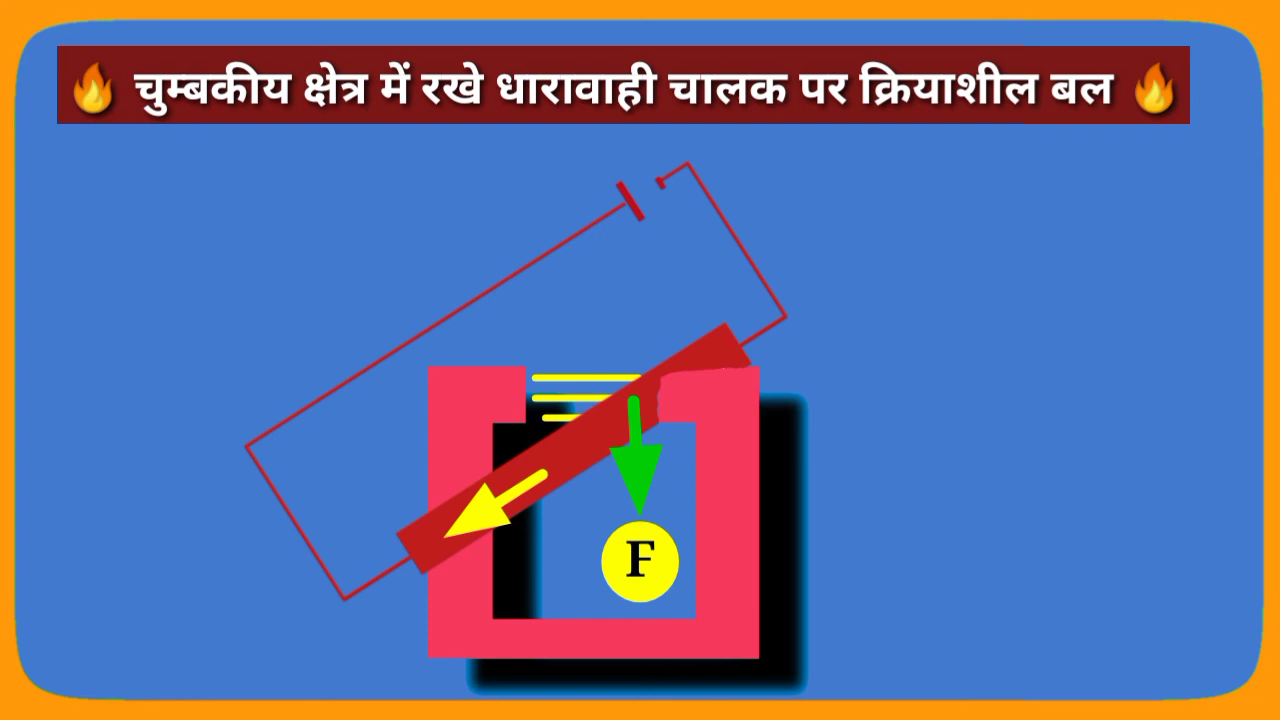 🔥 चुम्बकीय क्षेत्र में रखे धारावाही चालक पर क्रियाशील बल 🔥
F